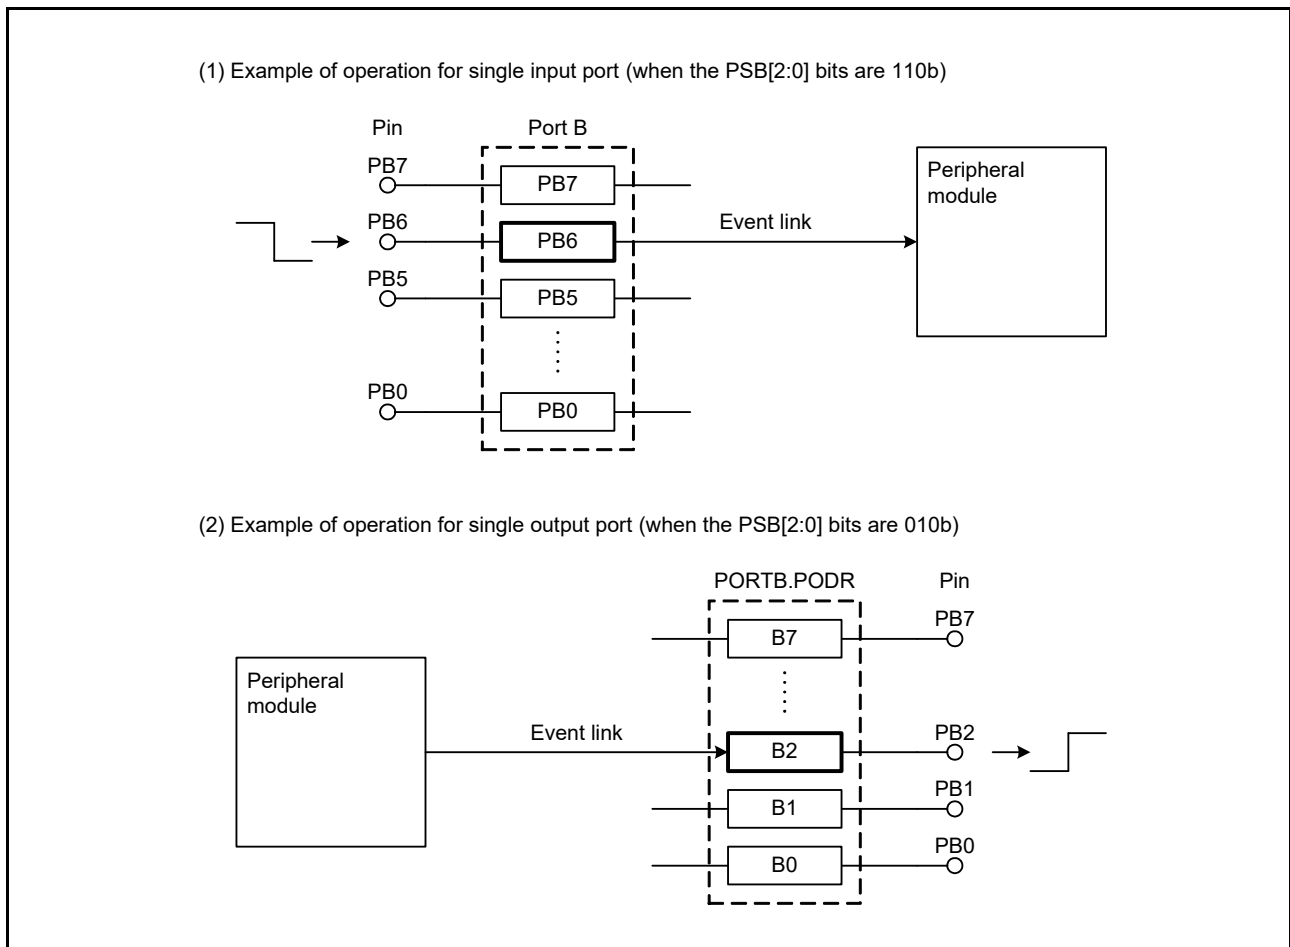 (1) Example of operation for single input port (when the PSB[2:0] bits are 110b)
Pin
Port B
PB7
PB7
Peripheral
module
PB6
PB6
Event link
PB5
PB5
PB0
PB0
(2) Example of operation for single output port (when the PSB[2:0] bits are 010b)
PORTB.PODR
Pin
B7
PB7
Peripheral
module
Event link
B2
PB2
B1
PB1
B0
PB0